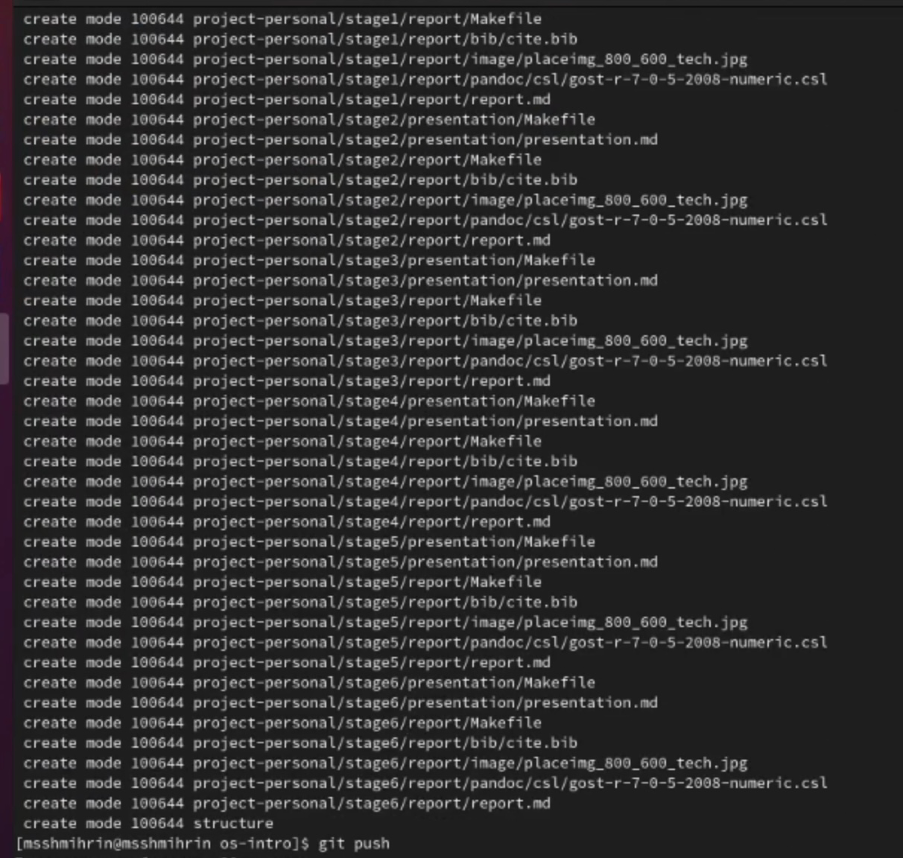 create mode 100644 project-personal/stage1/report/Makefile
create mode 100644 project-personal/stage1/report/bib/cite.bib
create mode 100644 project-personal/stage1/report/image/placeimg_800_600_tech.jpg
create mode 100644 project-personal/stage1/report/pandoc/csl/gost-r-7-0-5-2008-numeric.csl
create mode 100644 project-personal/stage1/report/report.md
create mode 100644 project-personal/stage2/presentation/Makefile
create mode 100644 project-personal/stage2/presentation/presentation.md
create mode 100644 project-personal/stage2/report/Makefile
create mode 100644 project-personal/stage2/report/bib/cite.bib
create mode 100644 project-personal/stage2/report/image/placeimg_800_600_tech.jpg
create mode 100644 project-personal/stage2/report/pandoc/csl/gost-r-7-0-5-2008-numeric.csl
create mode 100644 project-personal/stage2/report/report.md
create mode 100644 project-personal/stage3/presentation/Makefile
create mode 100644 project-personal/stage3/presentation/presentation.md
create mode 100644 project-personal/stage3/report/Makefile
create mode 100644 project-personal/stage3/report/bib/cite.bib
create mode 100644 project-personal/stage3/report/image/placeimg_800_600_tech.jpg
create mode 100644 project-personal/stage3/report/pandoc/csl/gost-r-7-0-5-2008-numeric.csl
create mode 100644 project-personal/stage3/report/report.md
create mode 100644 project-personal/stage4/presentation/Makefile
create mode 100644 project-personal/stage4/presentation/presentation.md
create mode 100644 project-personal/stage4/report/Makefile
create mode 100644 project-personal/stage4/report/bib/cite.bib
create mode 100644 project-personal/stage4/report/image/placeimg_800_600_tech.jpg
create mode 100644 project-personal/stage4/report/pandoc/csl/gost-r-7-0-5-2008-numeric.csl
create mode 100644 project-personal/stage4/report/report.md
create mode 100644 project-personal/stage5/presentation/Makefile
create mode 100644 project-personal/stage5/presentation/presentation.md
create mode 100644 project-personal/stage5/report/Makefile
create mode 100644 project-personal/stage5/report/bib/cite.bib
create mode 100644 project-personal/stage5/report/image/placeimg_800_600_tech.jpg
create mode 100644 project-personal/stage5/report/pandoc/csl/gost-r-7-0-5-2008-numeric.csl
create mode 100644 project-personal/stage5/report/report.md
create mode 100644 project-personal/stage6/presentation/Makefile
create mode 100644 project-personal/stage6/presentation/presentation.md
create mode 100644 project-personal/stage6/report/Makefile
create mode 100644 project-personal/stage6/report/bib/cite.bib
create mode 100644 project-personal/stage6/report/image/placeimg_800_600_tech.jpg
create mode 100644 project-personal/stage6/report/pandoc/csl/gost-r-7-0-5-2008-numeric.csl
create mode 100644 project-personal/stage6/report/report.md
create mode 100644 structure
[msshmihrin@msshmihrin os-intro]$ git push